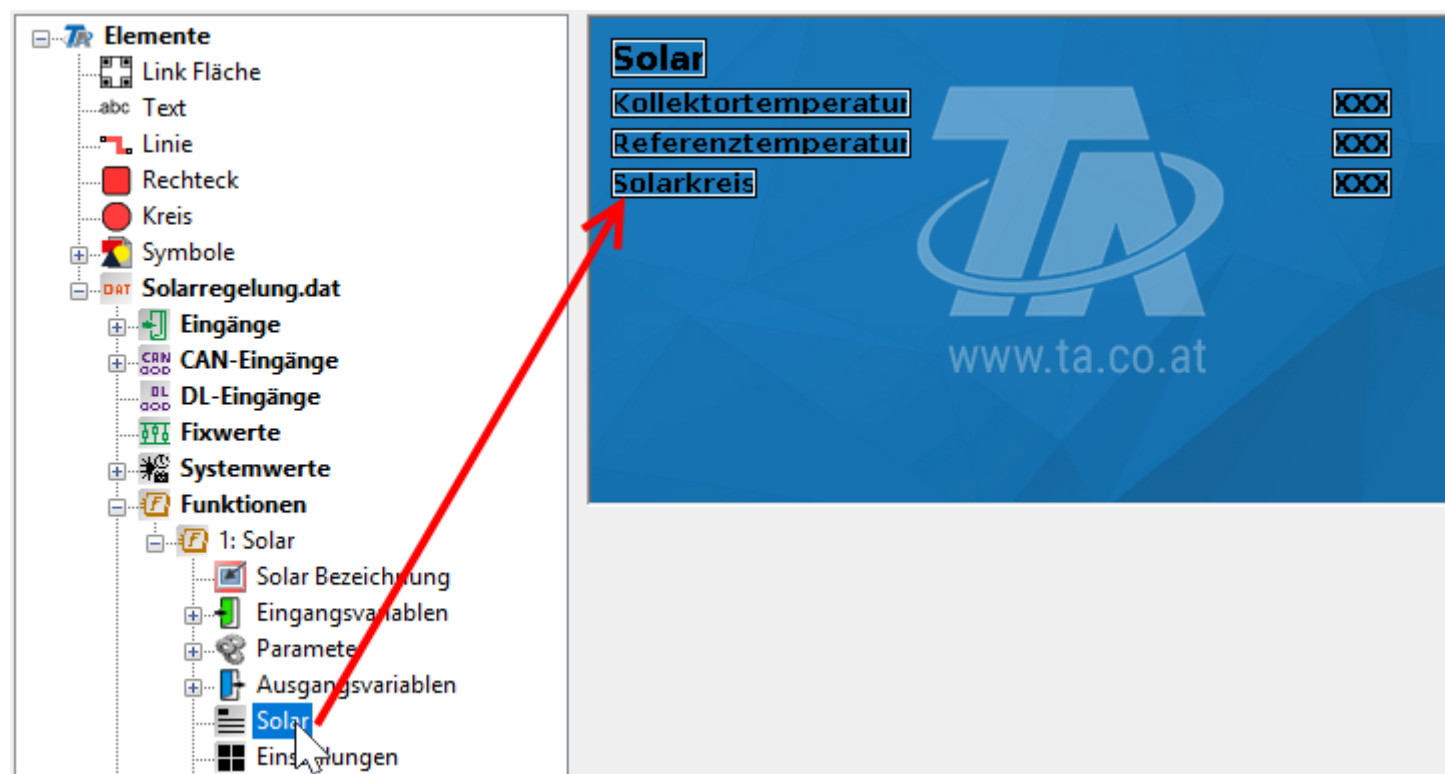 Elemente
Link Fläche
abc Text
Linie
Rechteck
Kreis
Symbole
DAT Solarregelung.dat
Eingänge
CAN-Eingänge
DL-Eingänge
Fixwerte
Systemwerte
Funktionen
1: Solar
Solar Bezeichnung
Eingangsvariablen
Parameter
Ausgangsvariablen
Solar
Einstellungen
Solar
Kollektortemperatur XXX
Referenztemperatur XXX
Solarkreis XXX
TA
www.ta.co.at